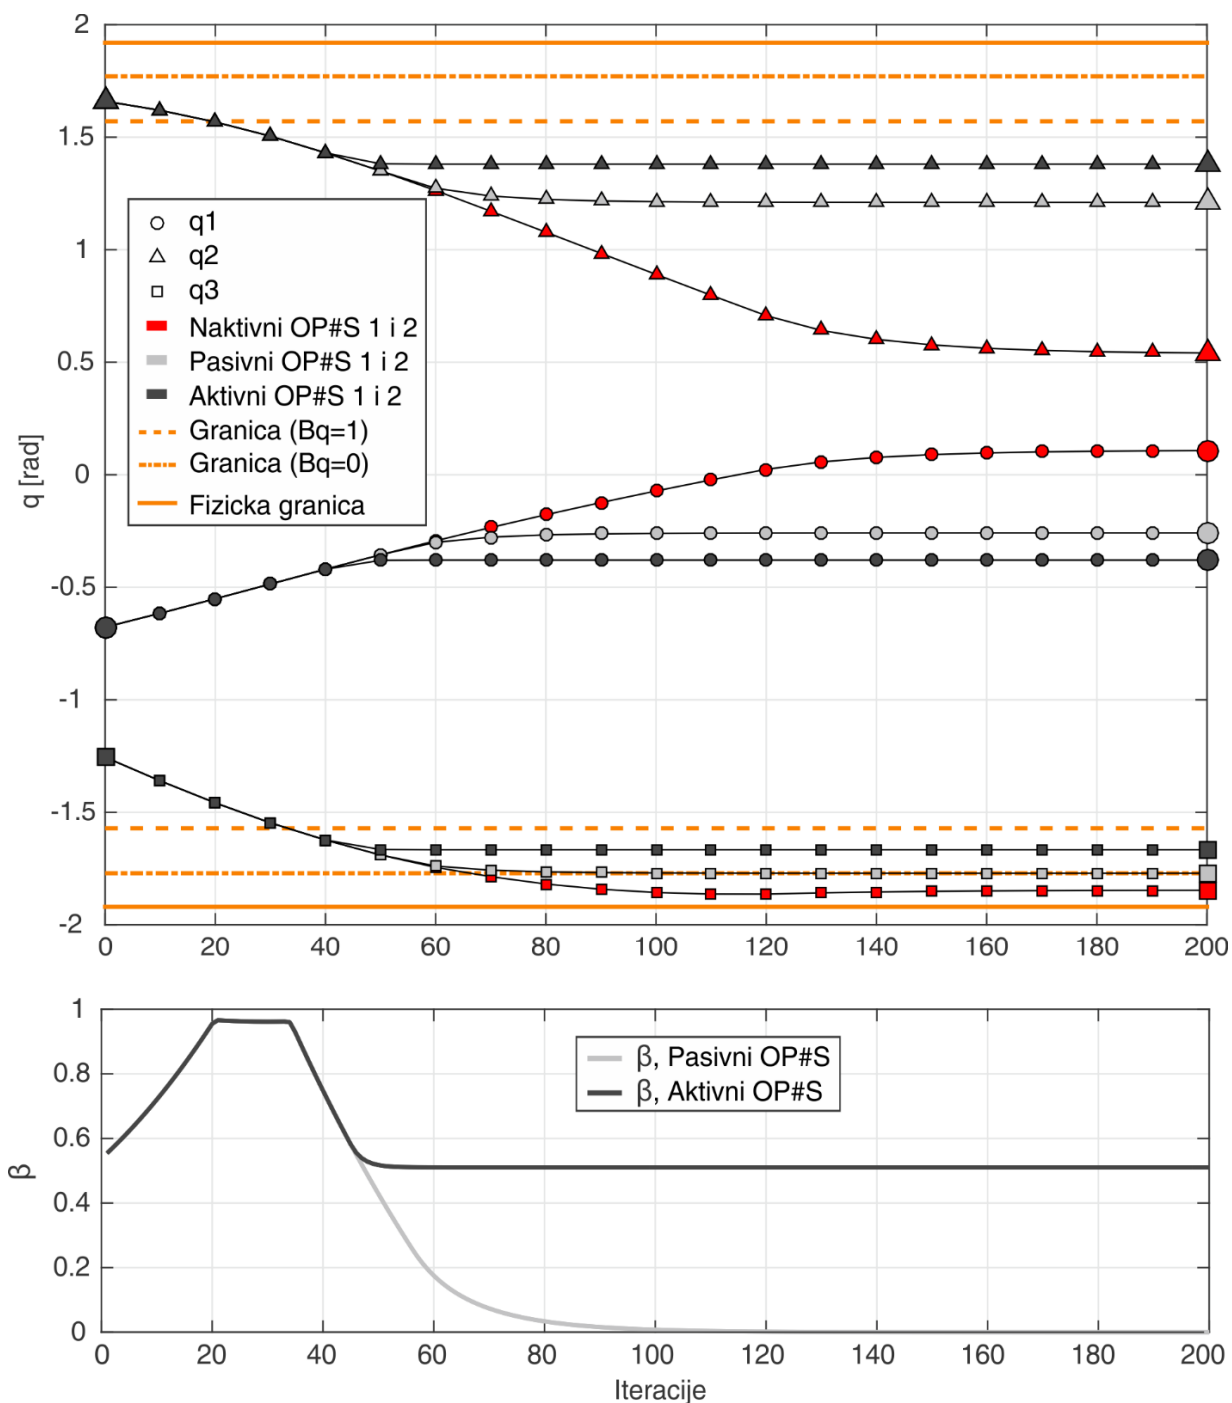 2
1.5
1
0.5
0
-0.5
-1
-1.5
-2
q [rad]
q1
q2
q3
Naktivni OP#S 1 i 2
Pasivni OP#S 1 i 2
Aktivni OP#S 1 i 2
Granica (Bq=1)
Granica (Bq=0)
Fizicka granica
0 20 40 60 80 100 120 140 160 180 200
1
0.8
0.6
0.4
0.2
0
β
β, Pasivni OP#S
β, Aktivni OP#S
0 20 40 60 80 100 120 140 160 180 200
Iteracije